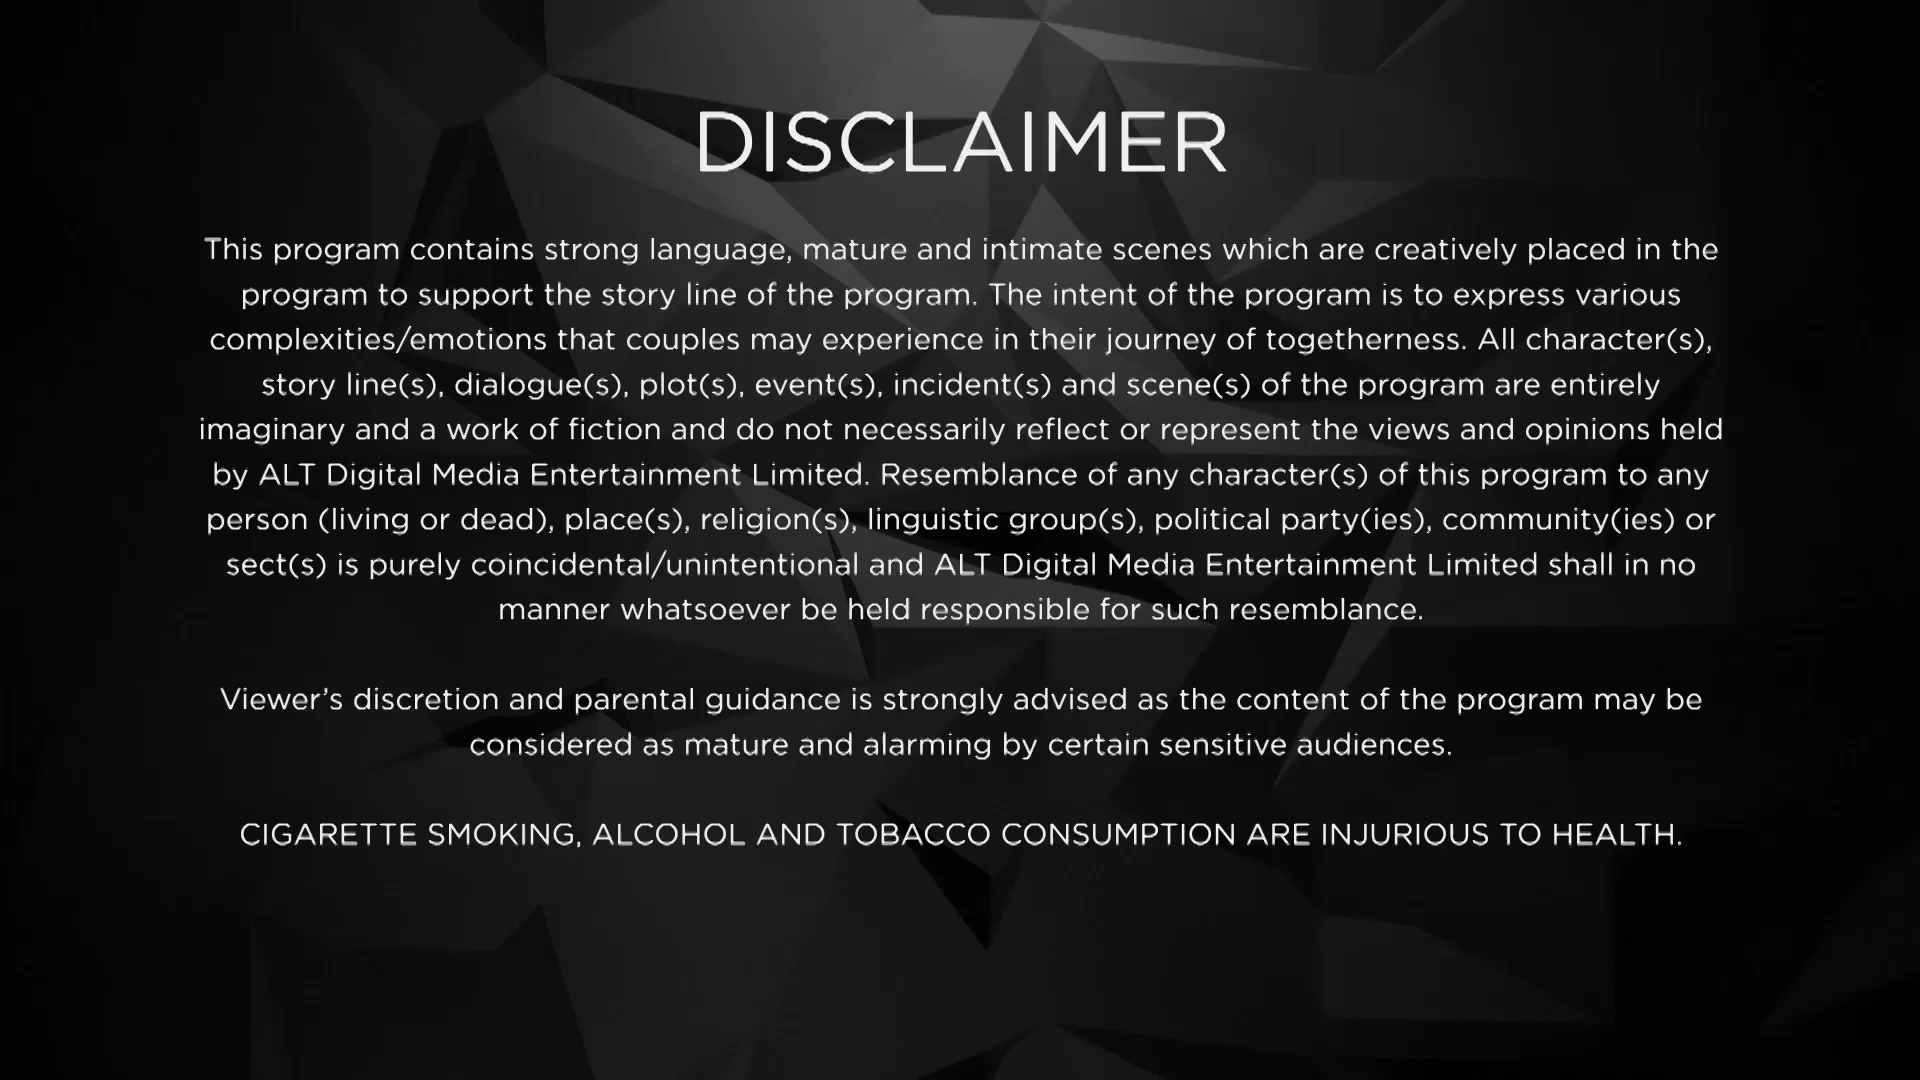 DISCLAIMER
This program contains strong language, mature and intimate scenes which are creatively placed in the
program to support the story line of the program. The intent of the program is to express various
complexities/emotions that couples may experience in their journey of togetherness. All character(s),
story line(s), dialogue(s), plot(s), event(s), incident(s) and scene(s) of the program are entirely
imaginary and a work of fiction and do not necessarily reflect or represent the views and opinions held
by ALT Digital Media Entertainment Limited. Resemblance of any character(s) of this program to any
person (living or dead), place(s), religion(s), linguistic group(s), political party(ies), community(ies) or
sect(s) is purely coincidental/unintentional and ALT Digital Media Entertainment Limited shall in no
manner whatsoever be held responsible for such resemblance.
Viewer’s discretion and parental guidance is strongly advised as the content of the program may be
considered as mature and alarming by certain sensitive audiences.
CIGARETTE SMOKING, ALCOHOL AND TOBACCO CONSUMPTION ARE INJURIOUS TO HEALTH.